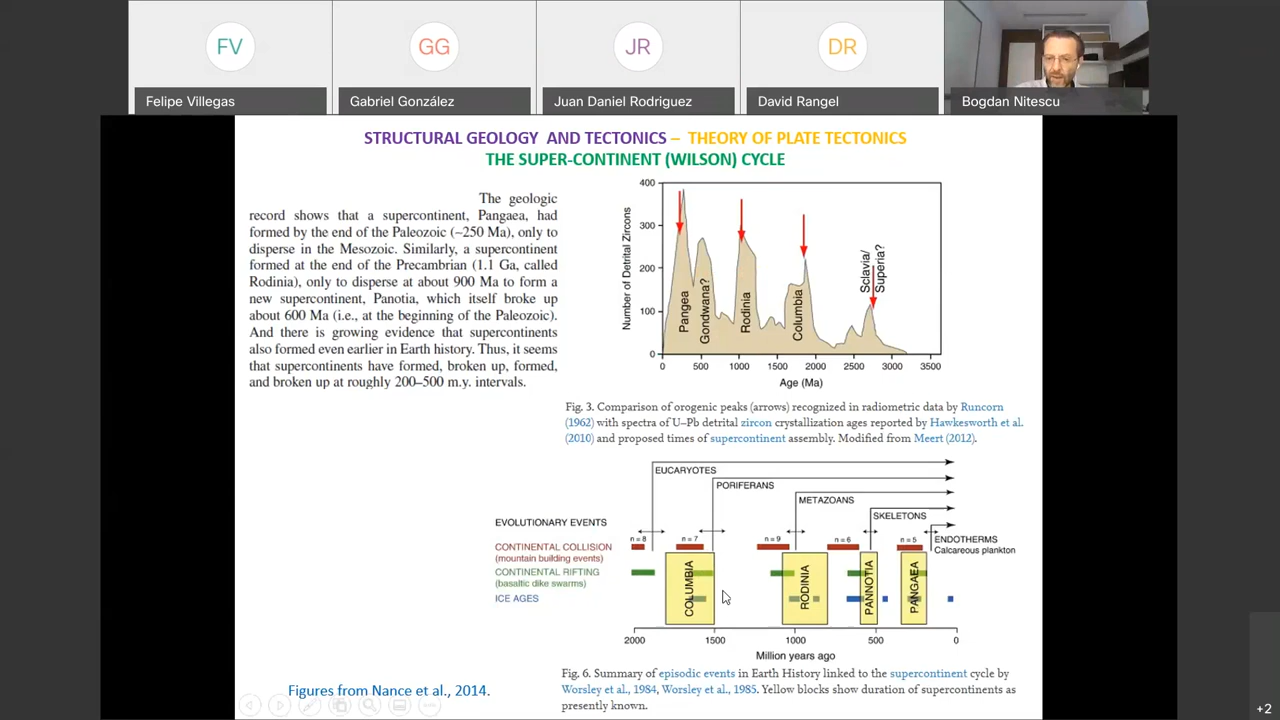 FV
GG
JR
DR
Felipe Villegas
Gabriel González
Juan Daniel Rodriguez
David Rangel
Bogdan Nitescu
STRUCTURAL GEOLOGY AND TECTONICS – THEORY OF PLATE TECTONICS
THE SUPER-CONTINENT (WILSON) CYCLE
The geologic
record shows that a supercontinent, Pangaea, had
formed by the end of the Paleozoic (~250 Ma), only to
disperse in the Mesozoic. Similarly, a supercontinent
formed at the end of the Precambrian (1.1 Ga, called
Rodinia), only to disperse at about 900 Ma to form a
new supercontinent, Panotia, which itself broke up
about 600 Ma (i.e., at the beginning of the Paleozoic).
And there is growing evidence that supercontinents
also formed even earlier in Earth history. Thus, it seems
that supercontinents have formed, broken up, formed,
and broken up at roughly 200–500 m.y. intervals.
Number of Detrital Zircons
400
300
200
100
0
Pangea
Gondwana?
Rodinia
Columbia
Sclavia/
Superia?
0 500 1000 1500 2000 2500 3000 3500
Age (Ma)
Fig. 3. Comparison of orogenic peaks (arrows) recognized in radiometric data by Runcorn
(1962) with spectra of U–Pb detrital zircon crystallization ages reported by Hawkesworth et al.
(2010) and proposed times of supercontinent assembly. Modified from Meert (2012).
EUCARYOTES
PORIFERANS
METAZOANS
SKELETONS
ENDOTHERMS
Calcareous plankton
EVOLUTIONARY EVENTS
CONTINENTAL COLLISION
(mountain building events)
CONTINENTAL RIFTING
(basaltic dike swarms)
ICE AGES
n = 8
n = 7
n = 9
n = 6
n = 5
COLUMBIA
RODINIA
PANNOTIA
PANGAEA
2000 1500 1000 500 0
Million years ago
Fig. 6. Summary of episodic events in Earth History linked to the supercontinent cycle by
Worsley et al., 1984, Worsley et al., 1985. Yellow blocks show duration of supercontinents as
presently known.
Figures from Nance et al., 2014.
+2